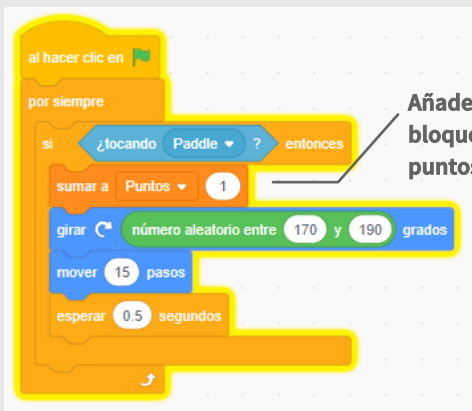 al hacer clic en
por siempre
si ¿tocando Paddle ? entonces
sumar a Puntos 1
girar número aleatorio entre 170 y 190 grados
mover 15 pasos
esperar 0.5 segundos
Añade
bloque
puntos